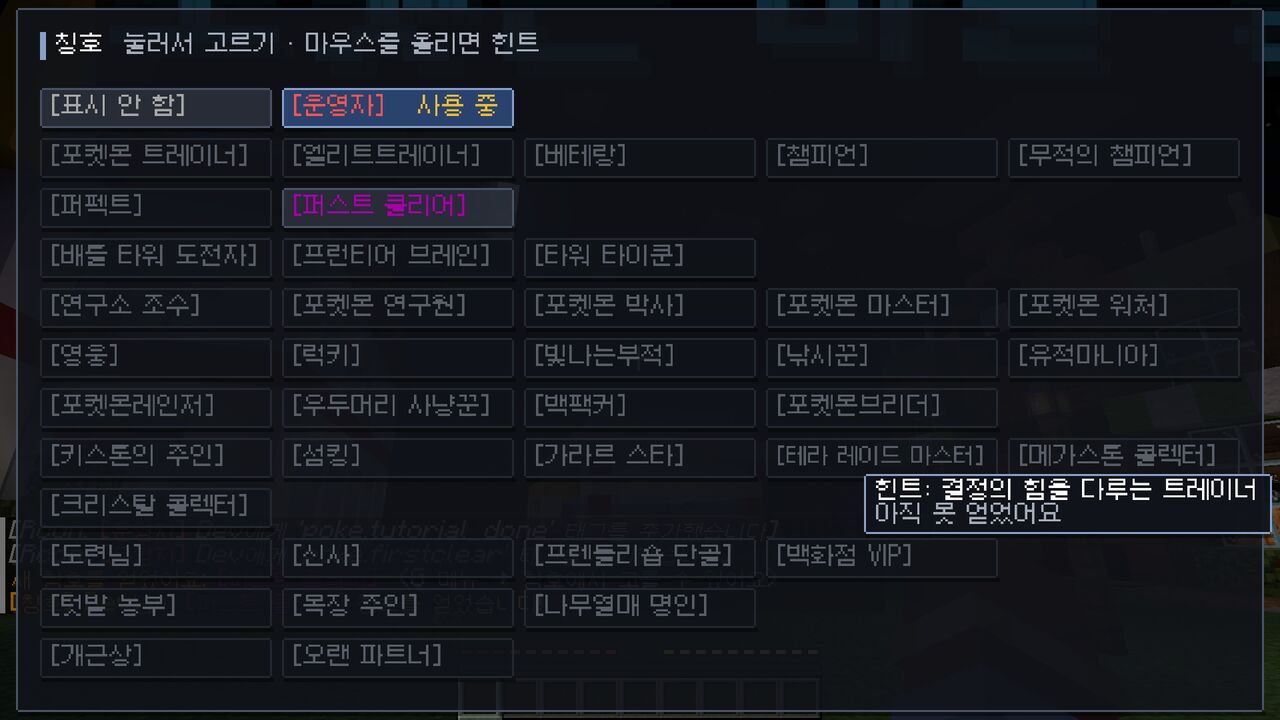 칭호 눌러서 고르기 · 마우스를 올리면 힌트
[표시 안 함] [운영자] 사용 중
[포켓몬 트레이너] [엘리트트레이너] [베테랑] [챔피언] [무적의 챔피언]
[퍼펙트] [퍼스트 클리어]
[배틀 타워 도전자] [프런티어 브레인] [타워 타이쿤]
[연구소 조수] [포켓몬 연구원] [포켓몬 박사] [포켓몬 마스터] [포켓몬 워처]
[영웅] [럭키] [빛나는부적] [낚시꾼] [유적마니아]
[포켓몬레인저] [우두머리 사냥꾼] [백팩커] [포켓몬브리더]
[키스톤의 주인] [섬킹] [가라르 스타] [테라 레이드 마스터] [메가스톤 콜렉터]
힌트: 결정의 힘을 다루는 트레이너
아직 못 얻었어요
[크리스탈 콜렉터]
[도련님] [신사] [프렌들리숍 단골] [백화점 VIP]
[텃밭 농부] [목장 주인] [나무열매 명인]
[개근상] [오랜 파트너]